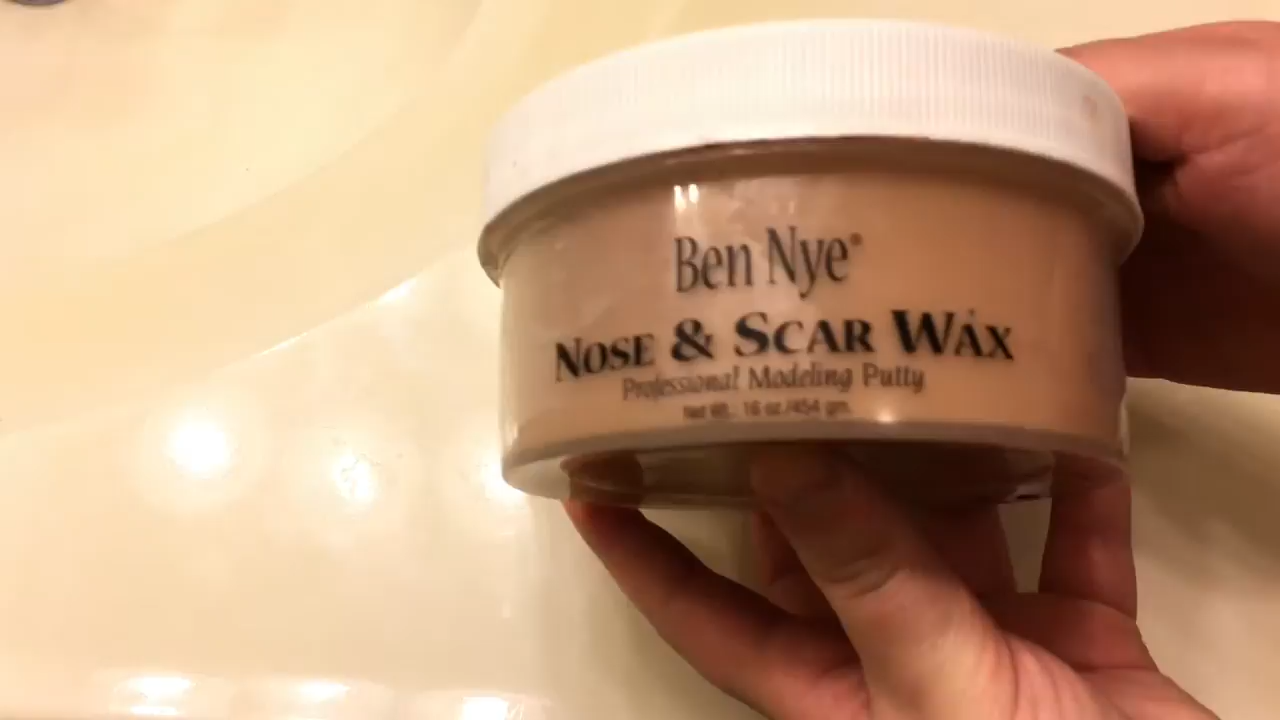 Ben Nye®
NOSE & SCAR WAX
Professional Modeling Putty
Net Wt.: 16 oz./454 gm.